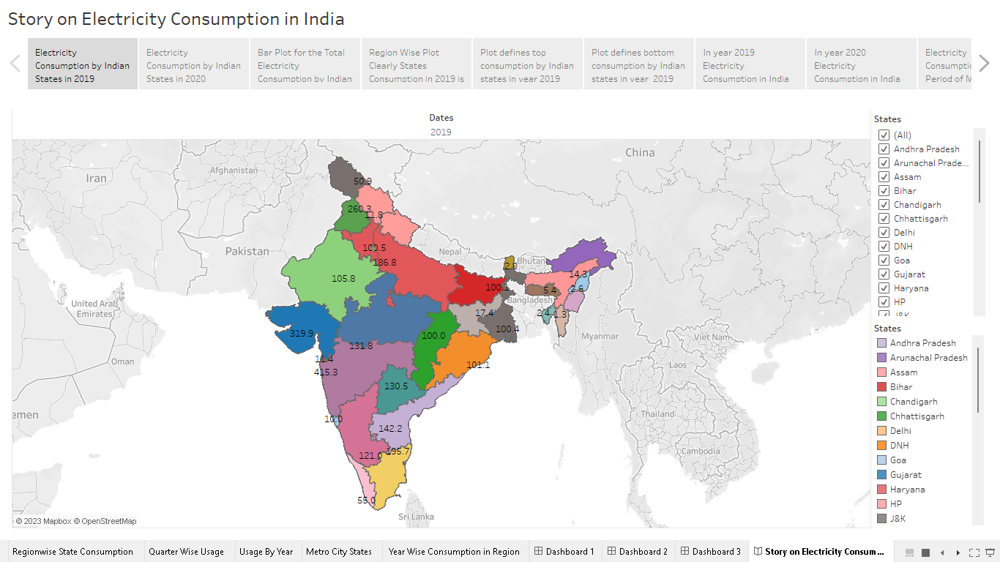 Story on Electricity Consumption in India
Electricity
Consumption by Indian
States in 2019
Electricity
Consumption by Indian
States in 2020
Bar Plot for the Total
Electricity
Consumption by Indian
Region Wise Plot
Clearly States
Consumption in 2019 is
Plot defines top
consumption by Indian
states in year 2019
Plot defines bottom
consumption by Indian
states in year 2019
In year 2019
Electricity
Consumption in India
In year 2020
Electricity
Consumption in India
Electricity
Consumptic
Period of M
Dates
2019
China
Iran
Afghanistan
Pakistan
Nepal
Bhutan
Bangladesh
United Arab
Emirates
Oman
emen
Myanmar
Viet Nam
Laos
Thailand
Cambodia
Sri Lanka
50.9
260.3
11.8
100.5
186.8
105.8
2.0
14.3
100.1
5.4
2.6
2.4
1.3
17.4
100.4
319.9
100.0
131.8
11.4
415.3
101.1
130.5
10.0
142.2
195.7
121.0
55.0
© 2023 Mapbox © OpenStreetMap
States
(All)
Andhra Pradesh
Arunachal Prade...
Assam
Bihar
Chandigarh
Chhattisgarh
Delhi
DNH
Goa
Gujarat
Haryana
HP
J&K
States
Andhra Pradesh
Arunachal Pradesh
Assam
Bihar
Chandigarh
Chhattisgarh
Delhi
DNH
Goa
Gujarat
Haryana
HP
J&K
Regionwise State Consumption
Quarter Wise Usage
Usage By Year
Metro City States
Year Wise Consumption in Region
Dashboard 1
Dashboard 2
Dashboard 3
Story on Electricity Consum...